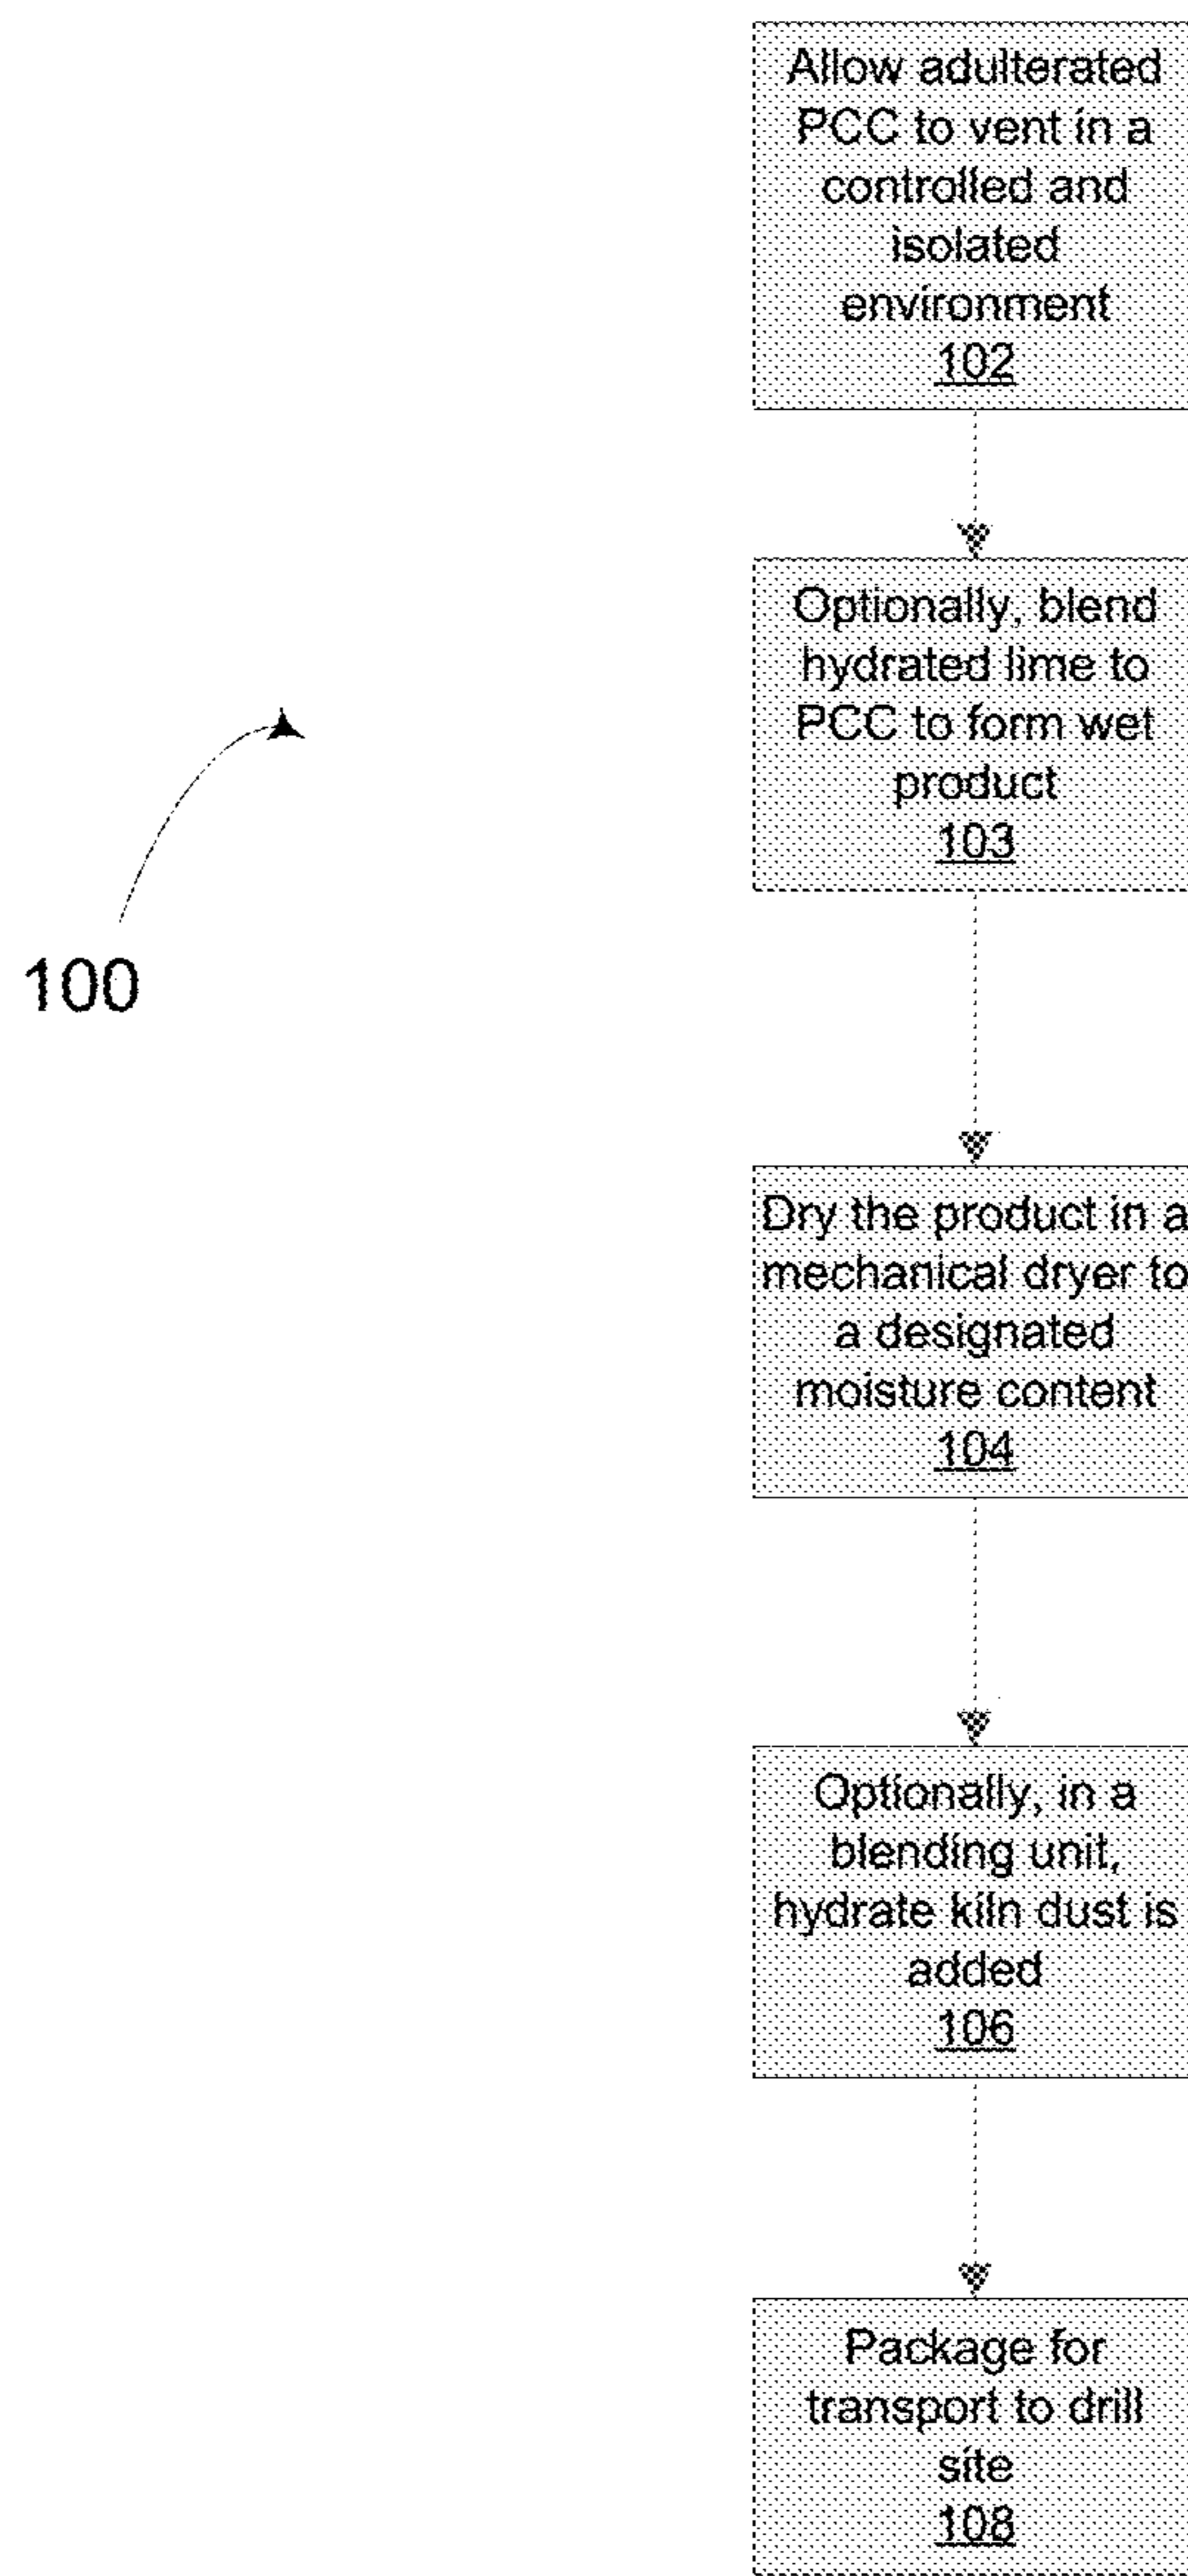 Allow adulterated
PCC to vent in a
controlled and
isolated
environment
102
Optionally, blend
hydrated lime to
PCC to form wet
product
103
100
Dry the product in a
mechanical dryer to
a designated
moisture content
104
Optionally, in a
blending unit,
hydrate kiln dust is
added
106
Package for
transport to drill
site
108